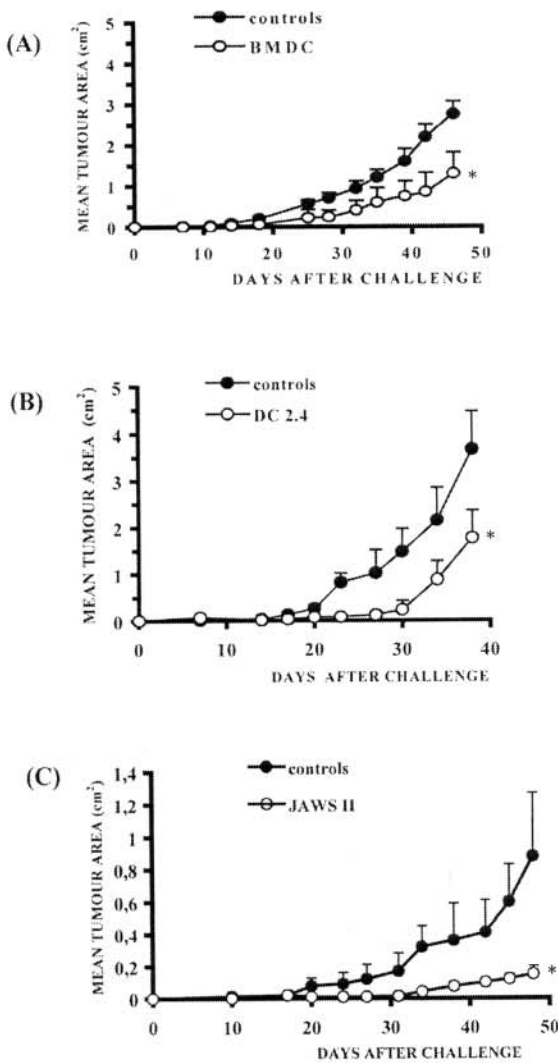 (A)
controls
BMDC
MEAN TUMOUR AREA (cm²)
5
4
3
2
1
0
0 10 20 30 40 50
*
DAYS AFTER CHALLENGE
(B)
controls
DC 2.4
MEAN TUMOUR AREA (cm²)
5
4
3
2
1
0
0 10 20 30 40
*
DAYS AFTER CHALLENGE
(C)
controls
JAWS II
MEAN TUMOUR AREA (cm²)
1,4
1,2
1
0,8
0,6
0,4
0,2
0
0 10 20 30 40 50
*
DAYS AFTER CHALLENGE